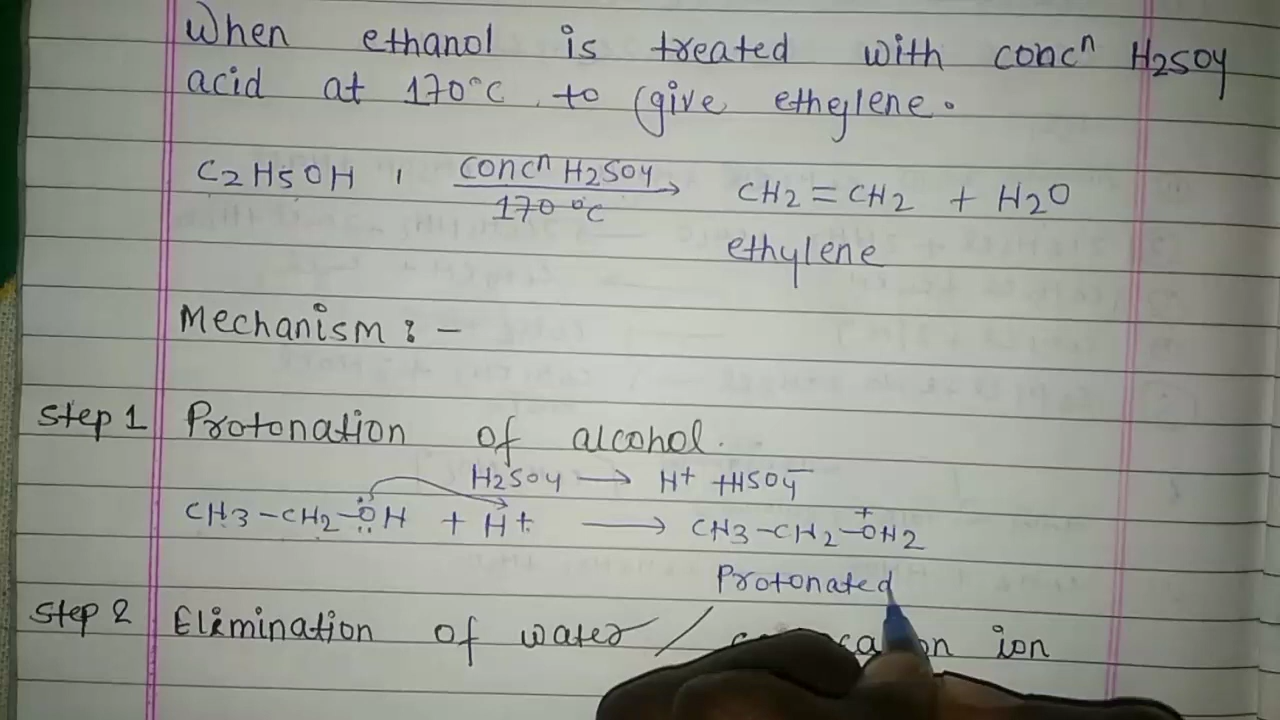 When ethanol is treated with concⁿ H2SO4
acid at 170°C to give ethylene.
C2H5OH , concⁿ H2SO4 → CH2=CH2 + H2O
170°C
ethylene
Mechanism :-
Step 1 Protonation of alcohol.
H2SO4 → H+ + HSO4⁻
CH3-CH2-ÖH + H+ → CH3-CH2-O⁺H2
Protonated
Step 2 Elimination of water / ion